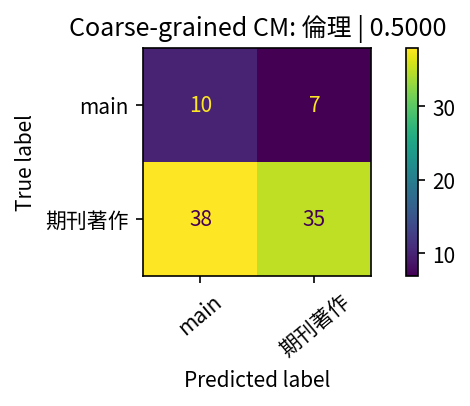 Coarse-grained CM: 倫理 | 0.5000
True label
main
10
7
期刊著作
38
35
main
期刊著作
Predicted label
30
20
10